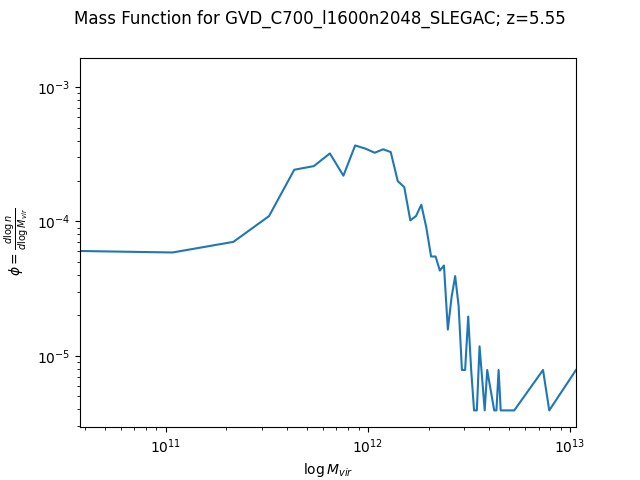 Mass Function for GVD_C700_l1600n2048_SLEGAC; z=5.55
10⁻³
10⁻⁴
10⁻⁵
ϕ = d log n / d log M_vir
10¹¹ 10¹² 10¹³
log M_vir